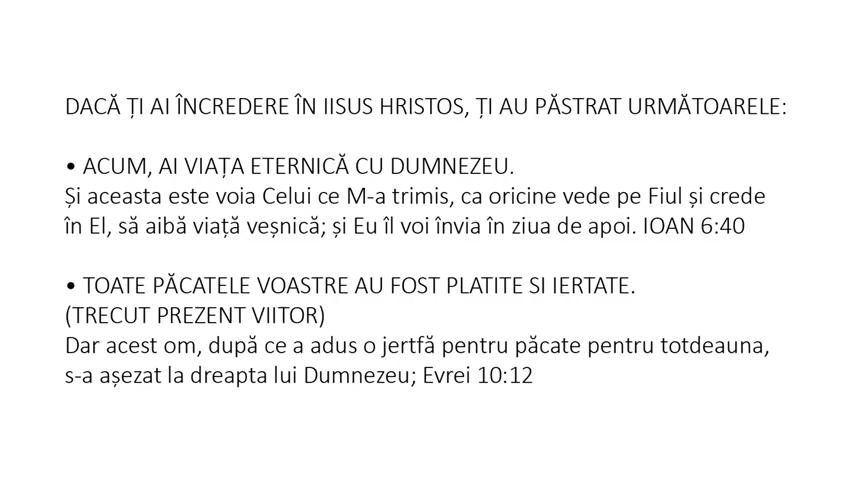 DACĂ ȚI AI ÎNCREDERE ÎN IISUS HRISTOS, ȚI AU PĂSTRAT URMĂTOARELE:
• ACUM, AI VIAȚA ETERNICĂ CU DUMNEZEU.
Și aceasta este voia Celui ce M-a trimis, ca oricine vede pe Fiul și crede
în El, să aibă viață veșnică; și Eu îl voi învia în ziua de apoi. IOAN 6:40
• TOATE PĂCATELE VOASTRE AU FOST PLATITE SI IERTATE.
(TRECUT PREZENT VIITOR)
Dar acest om, după ce a adus o jertfă pentru păcate pentru totdeauna,
s-a așezat la dreapta lui Dumnezeu; Evrei 10:12